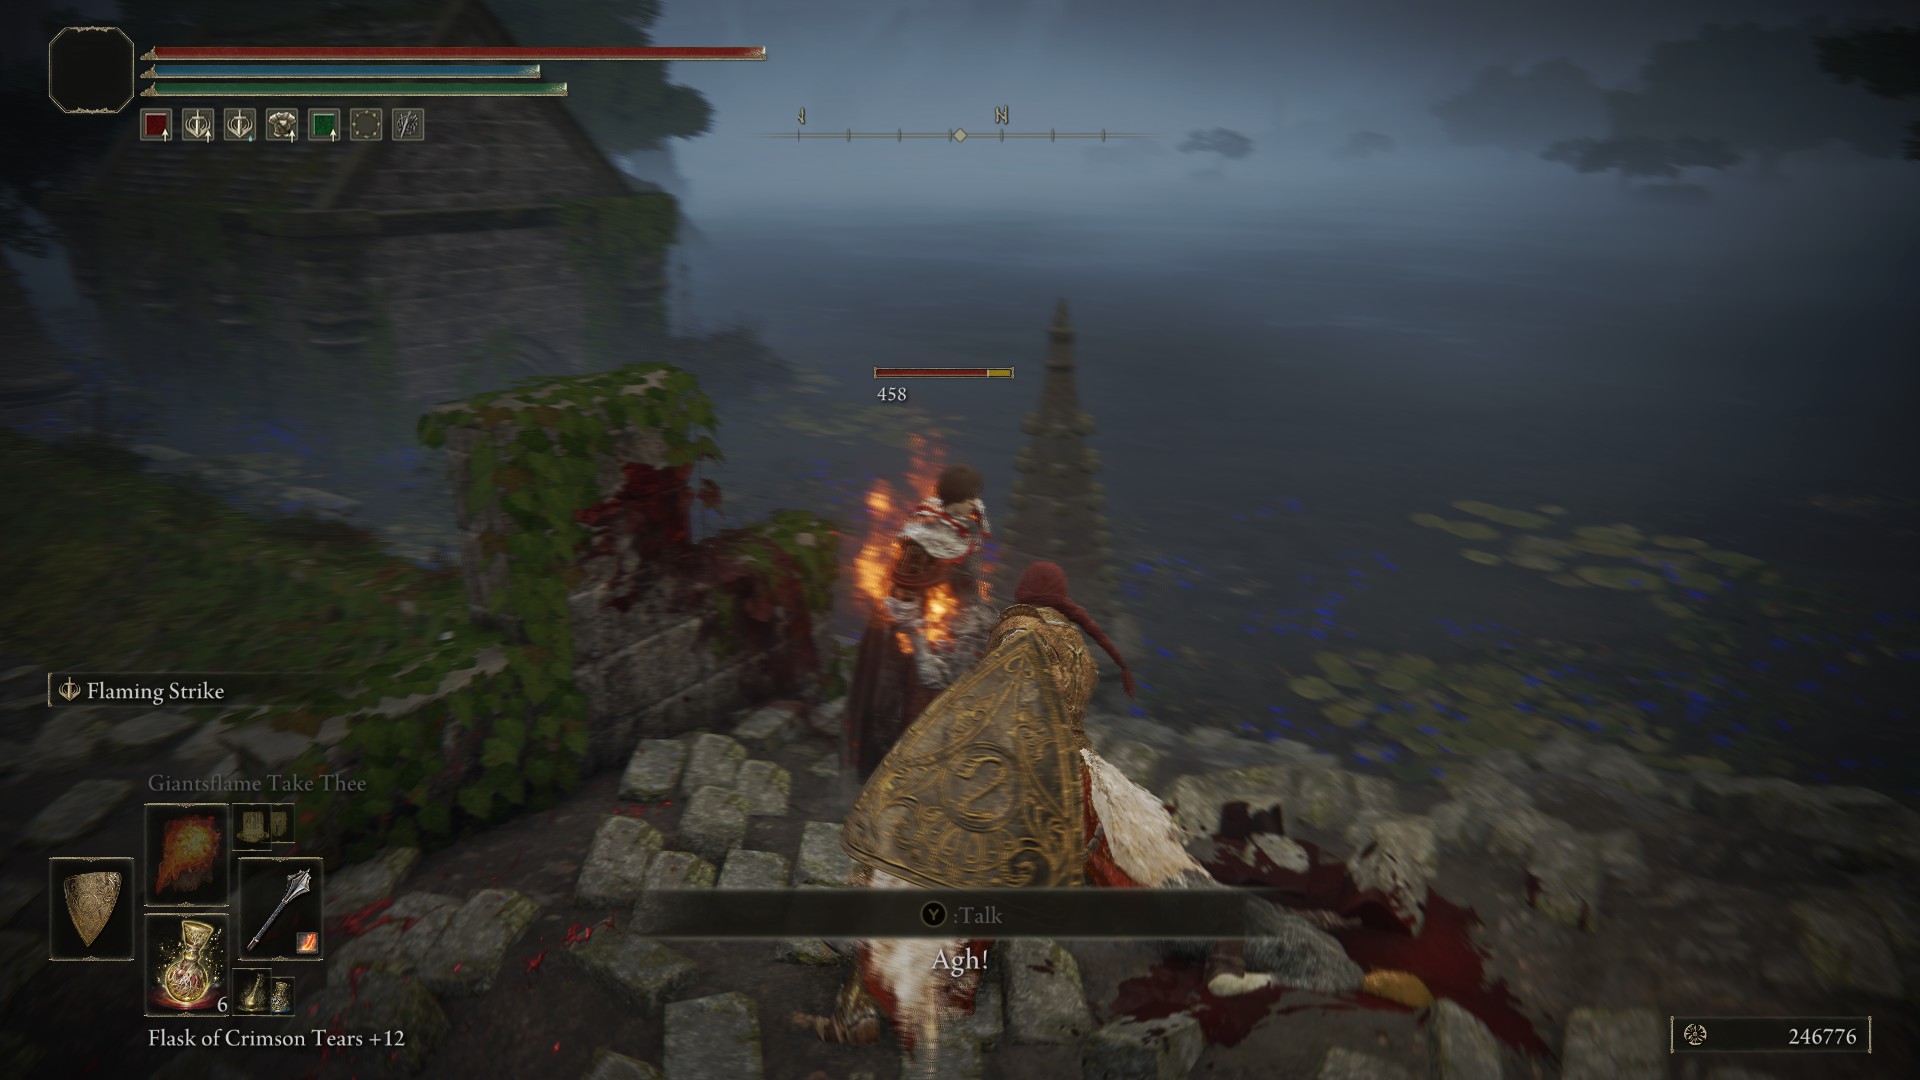 N
458
Flaming Strike
Giantsflame Take Thee
6
Flask of Crimson Tears +12
Y :Talk
Agh!
246776